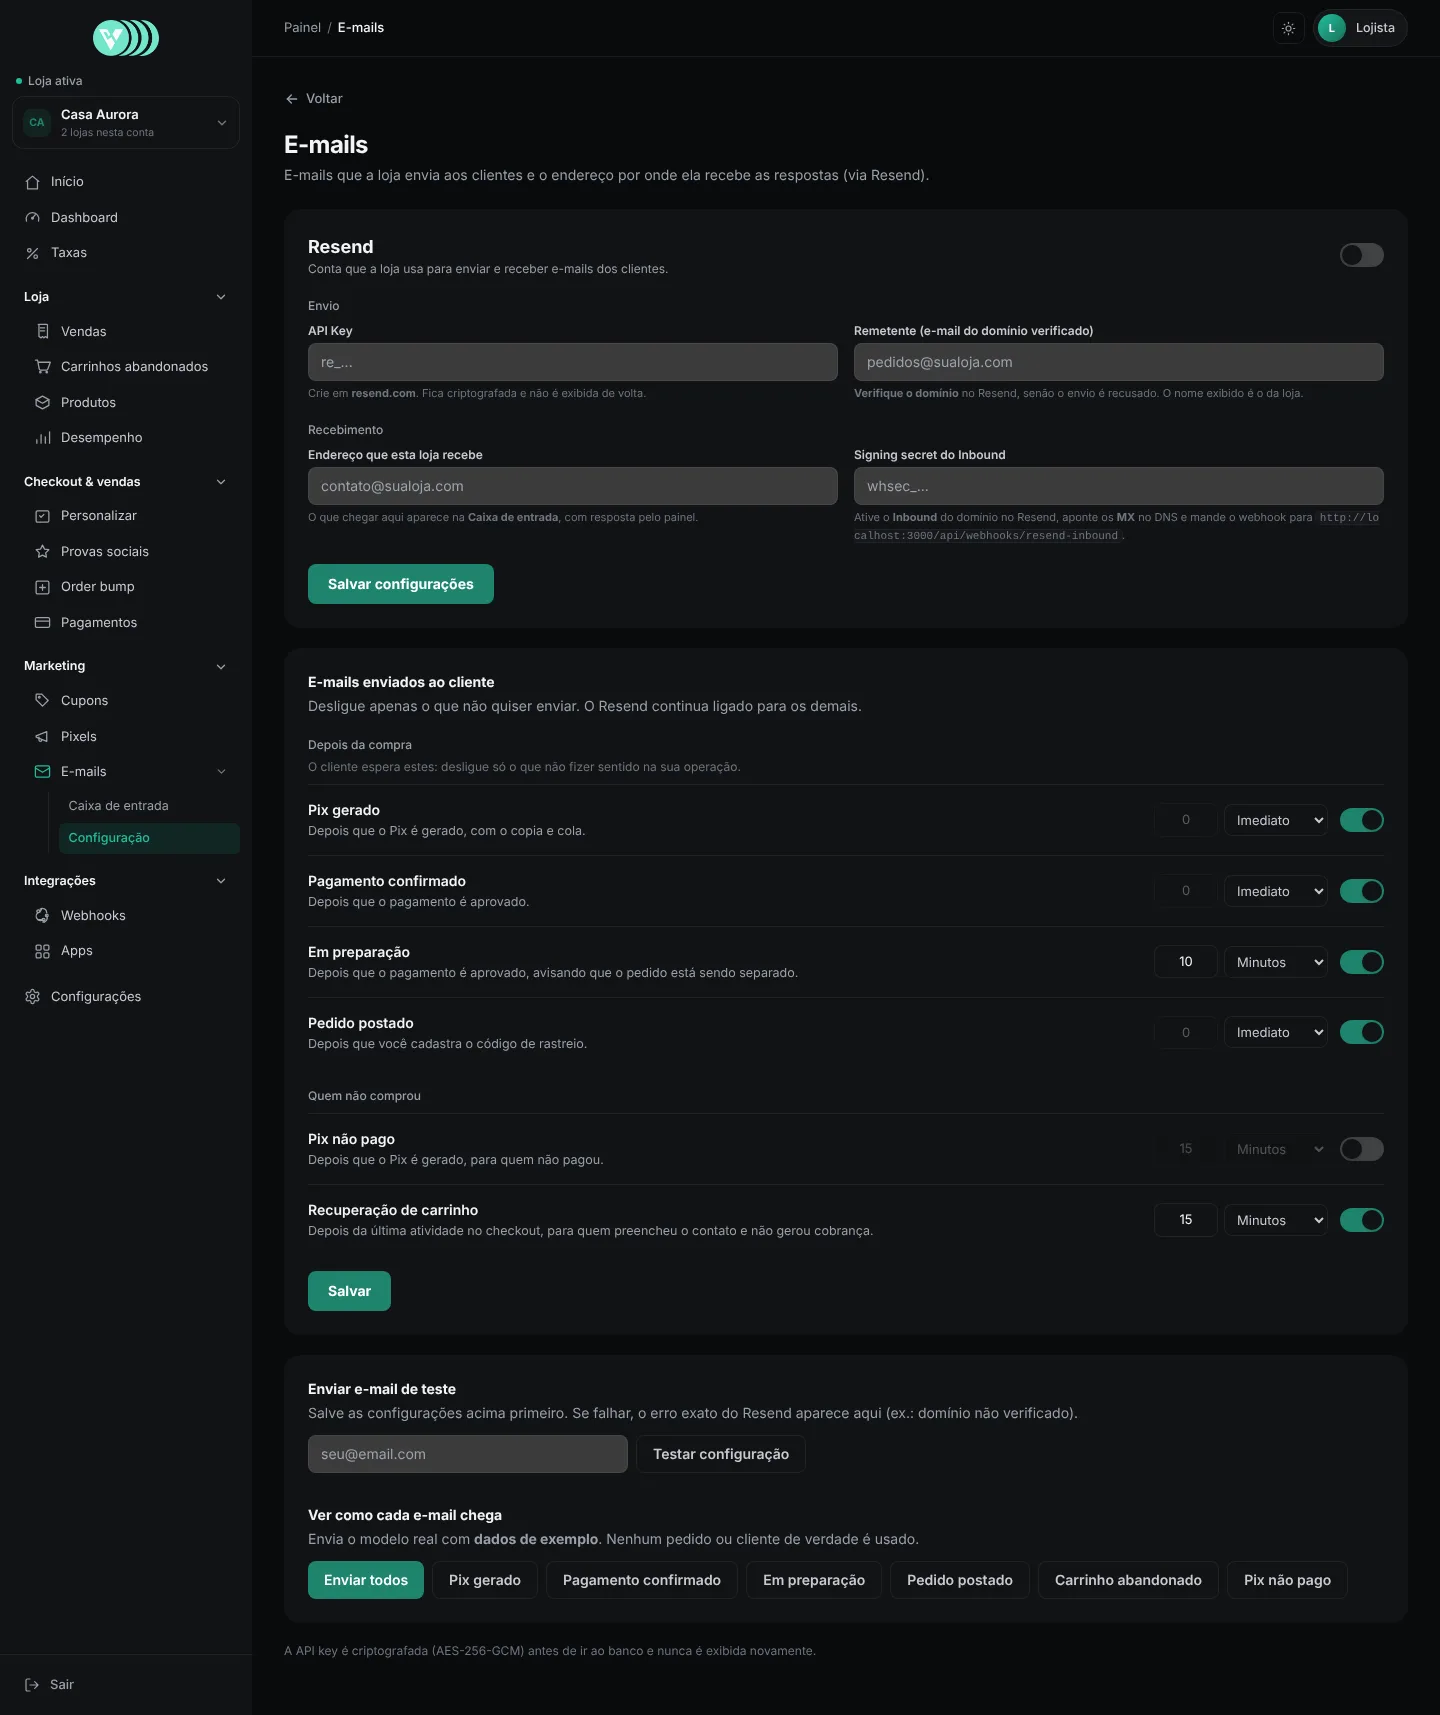 Painel / E-mails
L
Lojista
Loja ativa
CA
Casa Aurora
2 lojas nesta conta
Início
Dashboard
Taxas
Loja
Vendas
Carrinhos abandonados
Produtos
Desempenho
Checkout & vendas
Personalizar
Provas sociais
Order bump
Pagamentos
Marketing
Cupons
Pixels
E-mails
Caixa de entrada
Configuração
Integrações
Webhooks
Apps
Configurações
Sair
Voltar
E-mails
E-mails que a loja envia aos clientes e o endereço por onde ela recebe as respostas (via Resend).
Resend
Conta que a loja usa para enviar e receber e-mails dos clientes.
Envio
API Key
re_...
Crie em resend.com. Fica criptografada e não é exibida de volta.
Remetente (e-mail do domínio verificado)
pedidos@sualoja.com
Verifique o domínio no Resend, senão o envio é recusado. O nome exibido é o da loja.
Recebimento
Endereço que esta loja recebe
contato@sualoja.com
O que chegar aqui aparece na Caixa de entrada, com resposta pelo painel.
Signing secret do Inbound
whsec_...
Ative o Inbound do domínio no Resend, aponte os MX no DNS e mande o webhook para http://lo
calhost:3000/api/webhooks/resend-inbound.
Salvar configurações
E-mails enviados ao cliente
Desligue apenas o que não quiser enviar. O Resend continua ligado para os demais.
Depois da compra
O cliente espera estes: desligue só o que não fizer sentido na sua operação.
Pix gerado
Depois que o Pix é gerado, com o copia e cola.
0
Imediato
Pagamento confirmado
Depois que o pagamento é aprovado.
0
Imediato
Em preparação
Depois que o pagamento é aprovado, avisando que o pedido está sendo separado.
10
Minutos
Pedido postado
Depois que você cadastra o código de rastreio.
0
Imediato
Quem não comprou
Pix não pago
Depois que o Pix é gerado, para quem não pagou.
15
Minutos
Recuperação de carrinho
Depois da última atividade no checkout, para quem preencheu o contato e não gerou cobrança.
15
Minutos
Salvar
Enviar e-mail de teste
Salve as configurações acima primeiro. Se falhar, o erro exato do Resend aparece aqui (ex.: domínio não verificado).
seu@email.com
Testar configuração
Ver como cada e-mail chega
Envia o modelo real com dados de exemplo. Nenhum pedido ou cliente de verdade é usado.
Enviar todos
Pix gerado
Pagamento confirmado
Em preparação
Pedido postado
Carrinho abandonado
Pix não pago
A API key é criptografada (AES-256-GCM) antes de ir ao banco e nunca é exibida novamente.